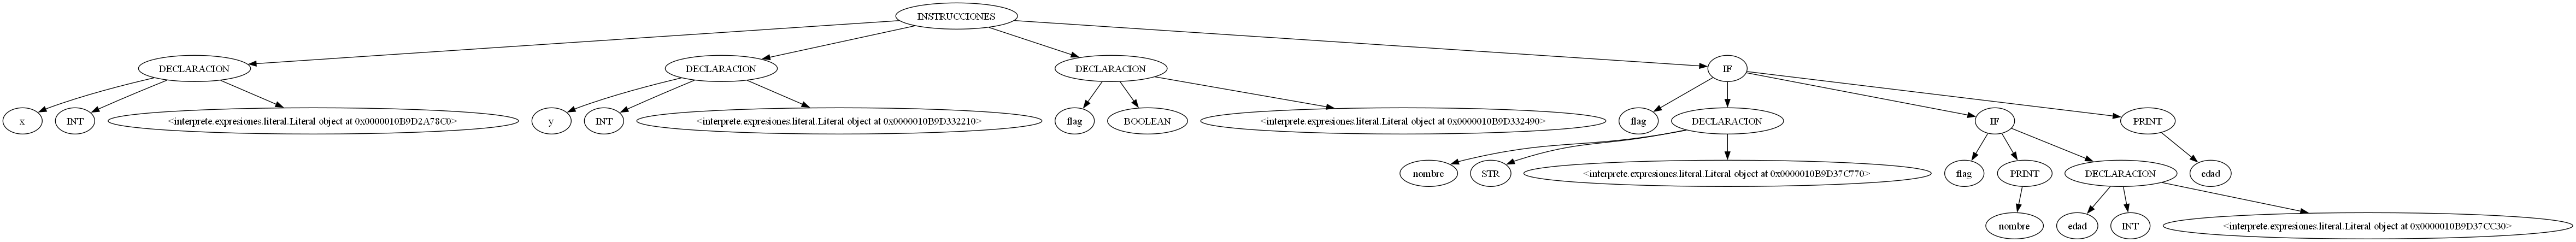 INSTRUCCIONES
DECLARACION
DECLARACION
DECLARACION
IF
x
INT
<interprete.expresiones.literal.Literal object at 0x0000010B9D2A78C0>
y
INT
<interprete.expresiones.literal.Literal object at 0x0000010B9D332210>
flag
BOOLEAN
<interprete.expresiones.literal.Literal object at 0x0000010B9D332490>
flag
DECLARACION
IF
PRINT
nombre
STR
<interprete.expresiones.literal.Literal object at 0x0000010B9D37C770>
flag
PRINT
DECLARACION
edad
nombre
edad
INT
<interprete.expresiones.literal.Literal object at 0x0000010B9D37CC30>